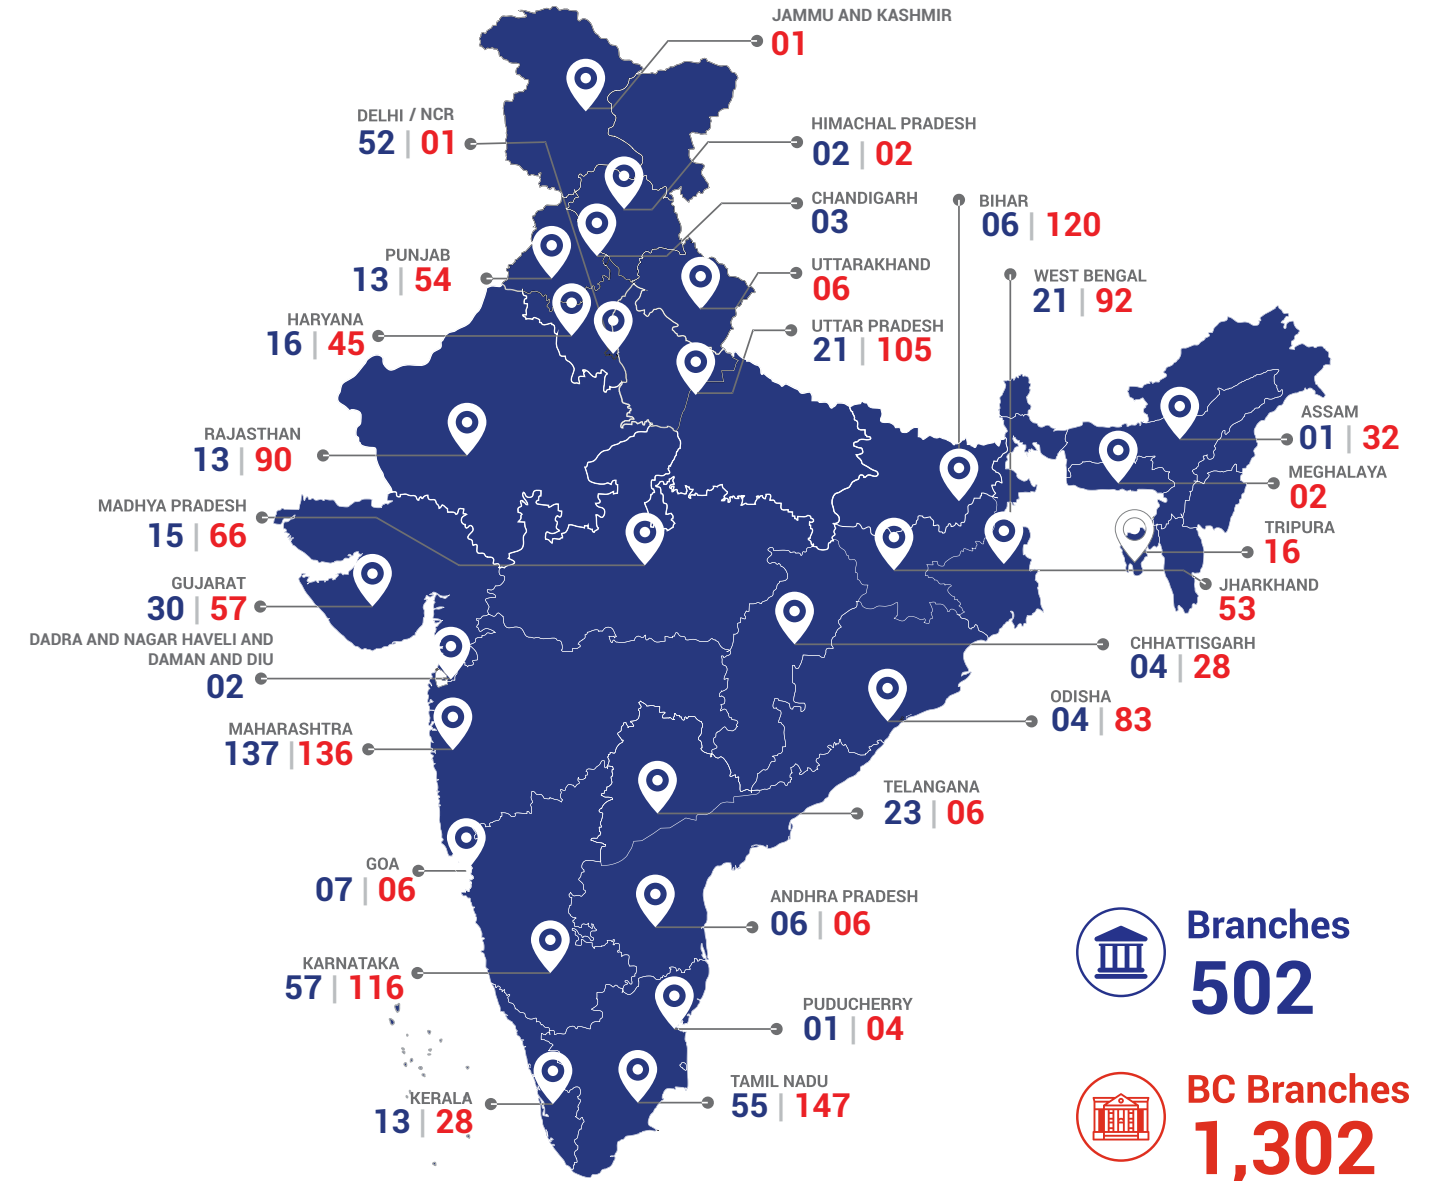 JAMMU AND KASHMIR
01
DELHI / NCR
52 | 01
HIMACHAL PRADESH
02 | 02
CHANDIGARH
03
BIHAR
06 | 120
PUNJAB
13 | 54
UTTARAKHAND
06
WEST BENGAL
21 | 92
HARYANA
16 | 45
UTTAR PRADESH
21 | 105
RAJASTHAN
13 | 90
ASSAM
01 | 32
MEGHALAYA
02
MADHYA PRADESH
15 | 66
TRIPURA
16
GUJARAT
30 | 57
JHARKHAND
53
DADRA AND NAGAR HAVELI AND
DAMAN AND DIU
02
CHHATTISGARH
04 | 28
ODISHA
04 | 83
MAHARASHTRA
137 | 136
TELANGANA
23 | 06
GOA
07 | 06
ANDHRA PRADESH
06 | 06
KARNATAKA
57 | 116
PUDUCHERRY
01 | 04
KERALA
13 | 28
TAMIL NADU
55 | 147
Branches
502
BC Branches
1,302